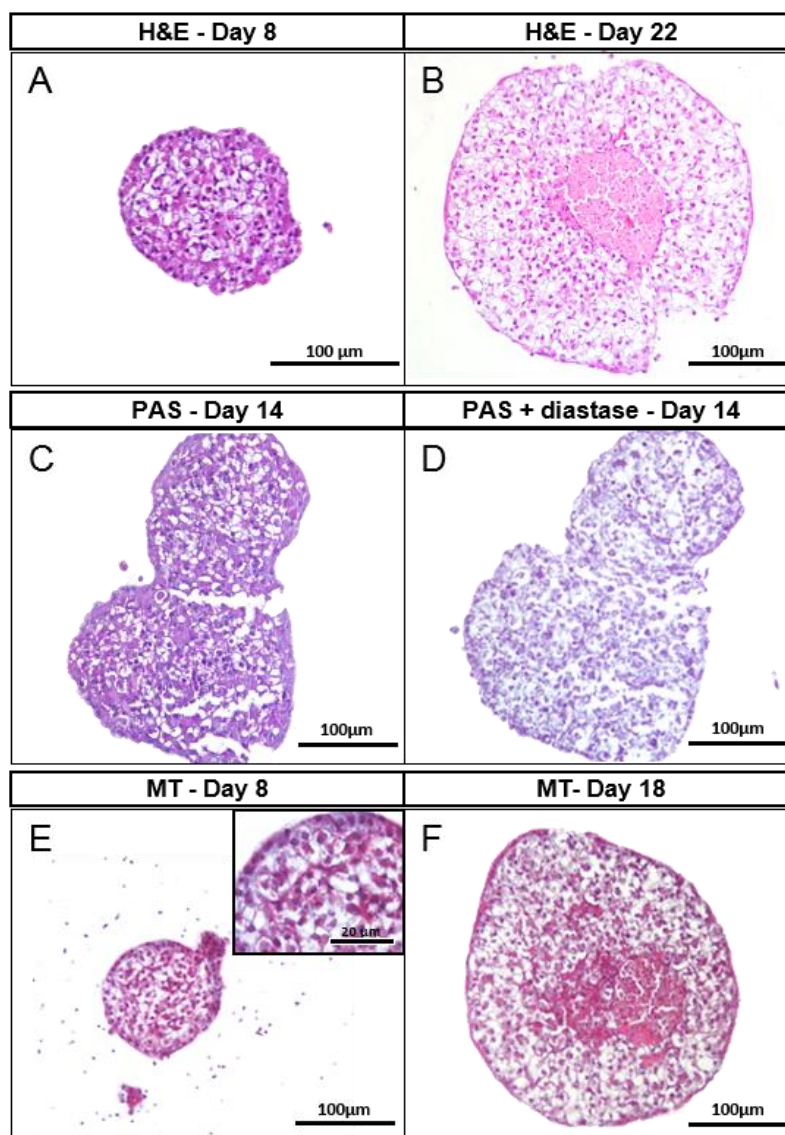 H&E - Day 8
H&E - Day 22
A
B
100 µm
100µm
PAS - Day 14
PAS + diastase - Day 14
C
D
100µm
100µm
MT - Day 8
MT- Day 18
E
F
20 µm
100µm
100µm